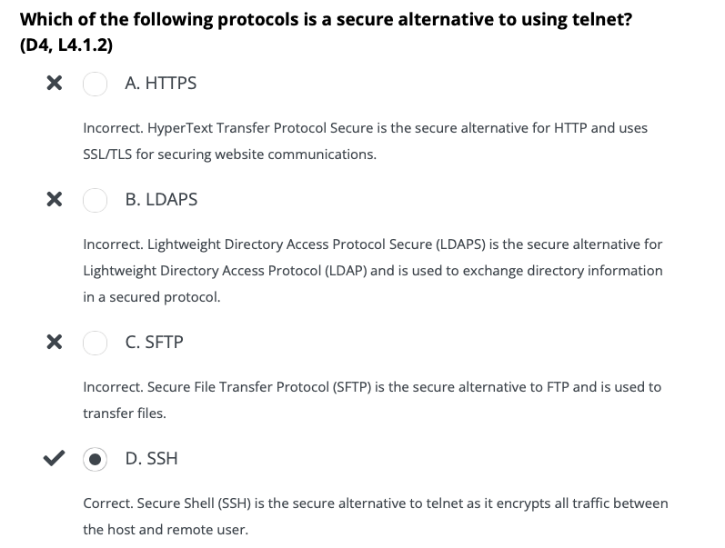 Which of the following protocols is a secure alternative to using telnet?
(D4, L4.1.2)
A. HTTPS
Incorrect. HyperText Transfer Protocol Secure is the secure alternative for HTTP and uses
SSL/TLS for securing website communications.
B. LDAPS
Incorrect. Lightweight Directory Access Protocol Secure (LDAPS) is the secure alternative for
Lightweight Directory Access Protocol (LDAP) and is used to exchange directory information
in a secured protocol.
C. SFTP
Incorrect. Secure File Transfer Protocol (SFTP) is the secure alternative to FTP and is used to
transfer files.
D. SSH
Correct. Secure Shell (SSH) is the secure alternative to telnet as it encrypts all traffic between
the host and remote user.